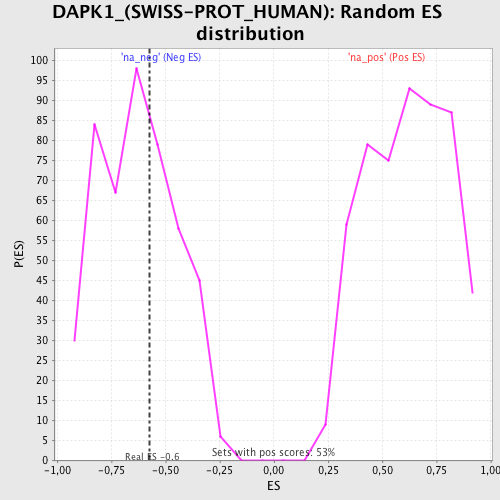 DAPK1_(SWISS-PROT_HUMAN): Random ES
distribution
'na_neg' (Neg ES)
'na_pos' (Pos ES)
P(ES)
100
95
90
85
80
75
70
65
60
55
50
45
40
35
30
25
20
15
10
5
0
Real ES -0.6
Sets with pos scores: 53%
-1,00 -0,75 -0,50 -0,25 0,00 0,25 0,50 0,75 1,00
ES